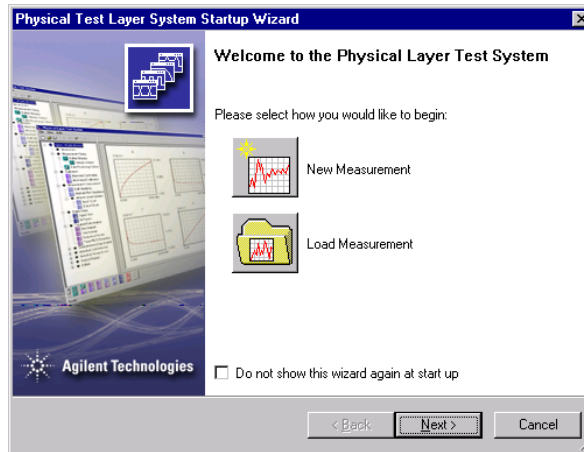 Physical Test Layer System Startup Wizard
Welcome to the Physical Layer Test System
Please select how you would like to begin:
New Measurement
Load Measurement
Agilent Technologies
Do not show this wizard again at start up
< Back
Next >
Cancel